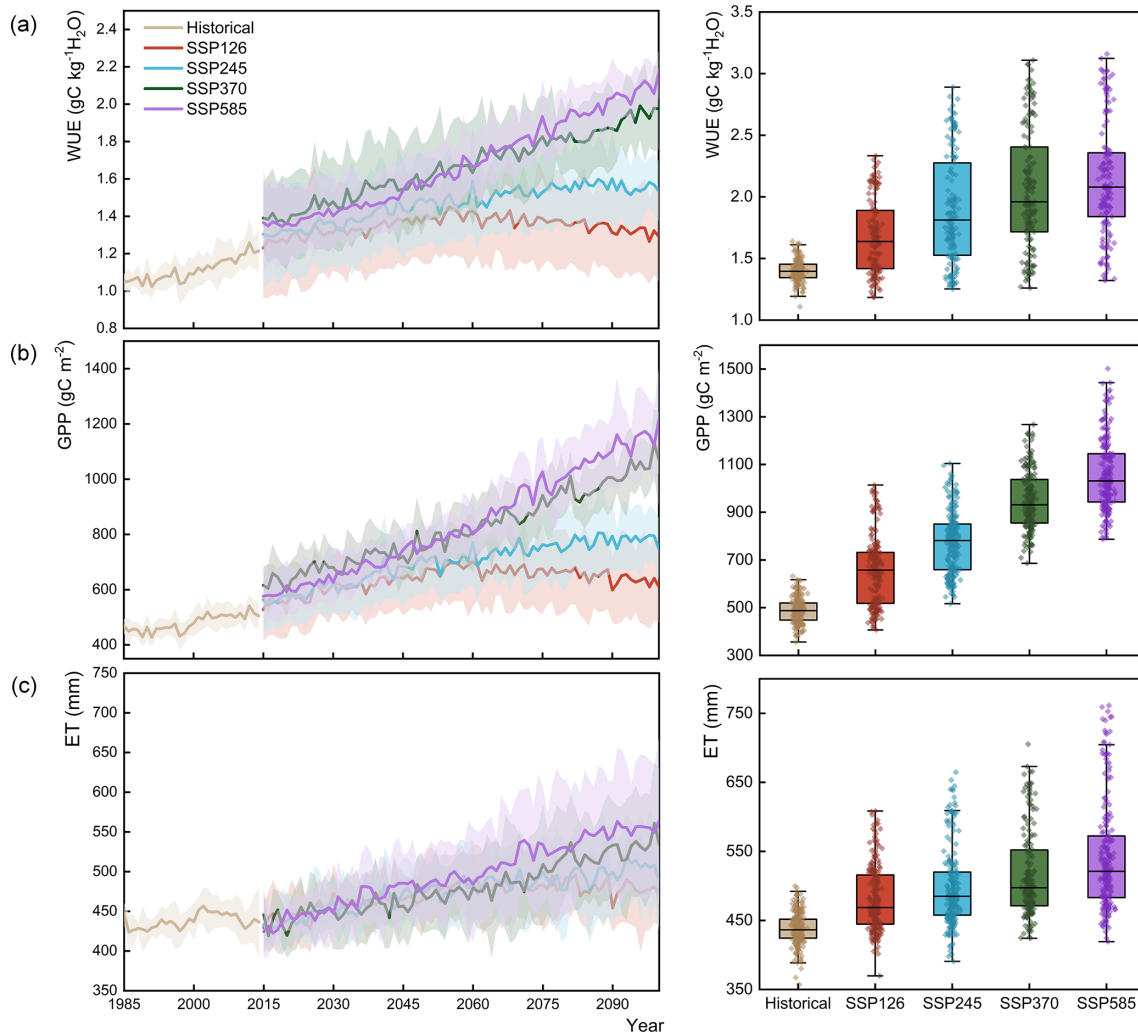 (a)
WUE (gC kg⁻¹H₂O)
2.4
2.2
2.0
1.8
1.6
1.4
1.2
1.0
0.8
Historical
SSP126
SSP245
SSP370
SSP585
WUE (gC kg⁻¹H₂O)
3.5
3.0
2.5
2.0
1.5
1.0
(b)
GPP (gC m⁻²)
1400
1200
1000
800
600
400
GPP (gC m⁻²)
1500
1300
1100
900
700
500
300
(c)
ET (mm)
750
700
650
600
550
500
450
400
350
1985 2000 2015 2030 2045 2060 2075 2090
Year
ET (mm)
750
650
550
450
350
Historical SSP126 SSP245 SSP370 SSP585